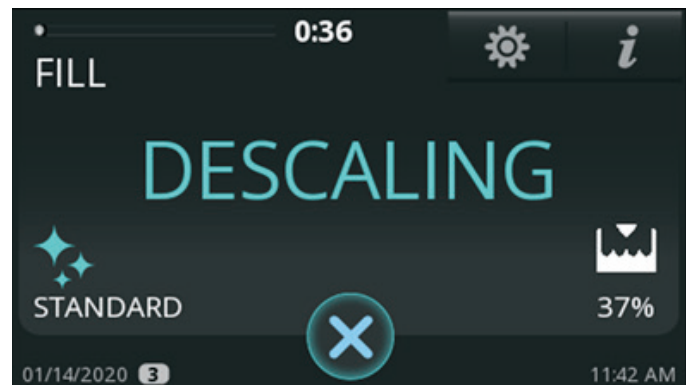 0:36
FILL
DESCALING
STANDARD
37%
01/14/2020 3
11:42 AM